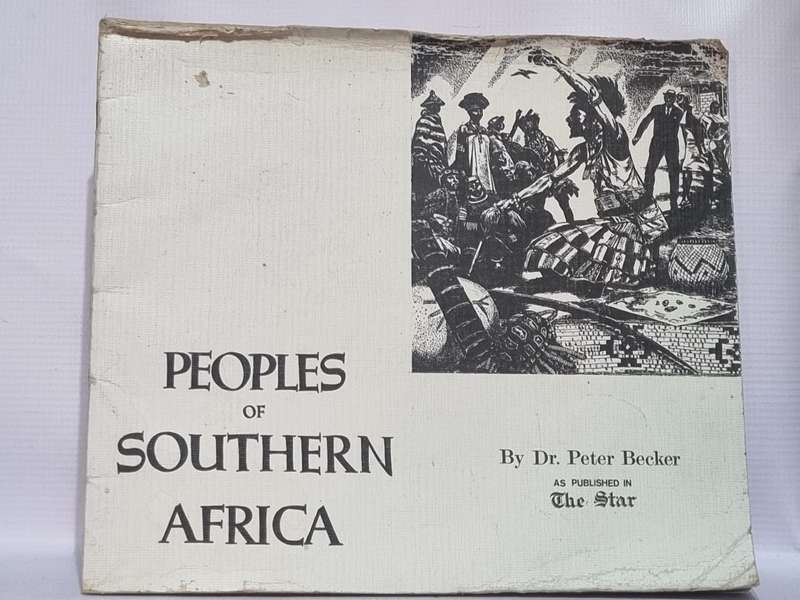 PEOPLES
OF
SOUTHERN
AFRICA
By Dr. Peter Becker
AS PUBLISHED IN
The Star